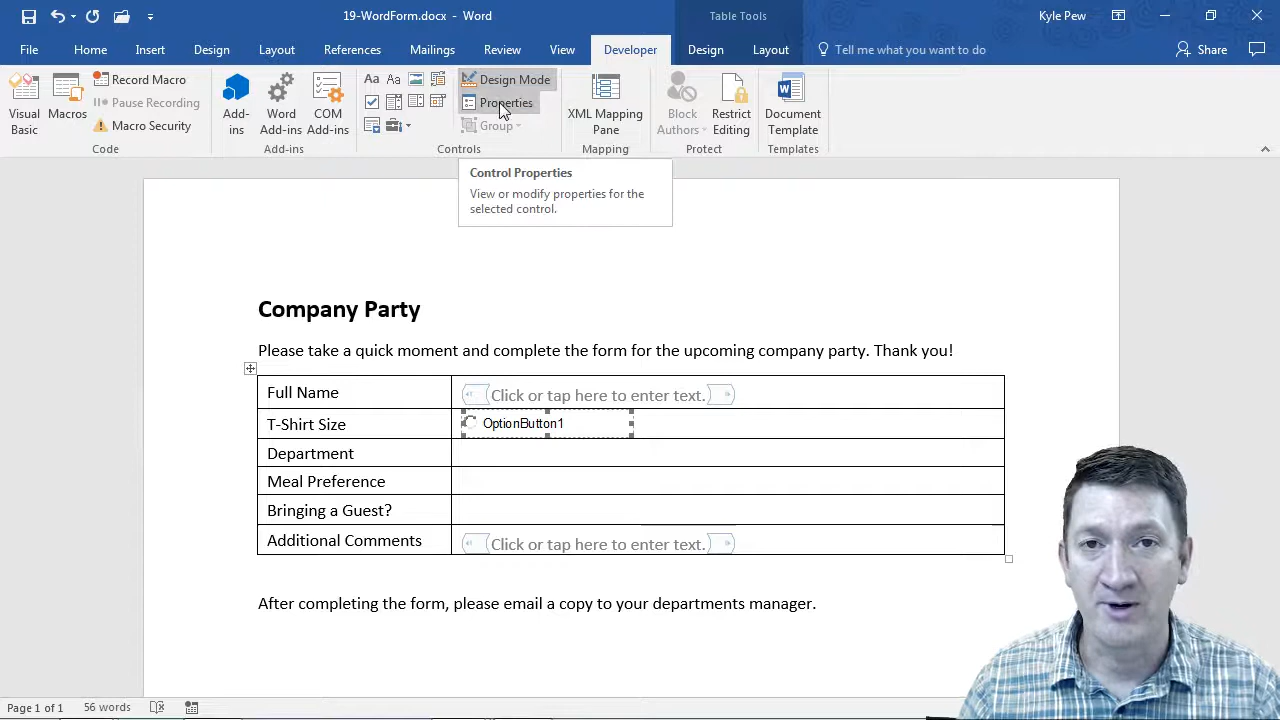 19-WordForm.docx - Word
Table Tools
Kyle Pew
File Home Insert Design Layout References Mailings Review View Developer Design Layout Tell me what you want to do Share
Visual Basic
Macros
Record Macro
Pause Recording
Macro Security
Code
Add-ins
Word Add-ins
COM Add-ins
Add-ins
Aa Aa
Design Mode
Properties
Group
Controls
XML Mapping Pane
Mapping
Block Authors
Restrict Editing
Protect
Document Template
Templates
Control Properties
View or modify properties for the
selected control.
Company Party
Please take a quick moment and complete the form for the upcoming company party. Thank you!
Full Name Click or tap here to enter text.
T-Shirt Size OptionButton1
Department
Meal Preference
Bringing a Guest?
Additional Comments Click or tap here to enter text.
After completing the form, please email a copy to your departments manager.
Page 1 of 1 56 words